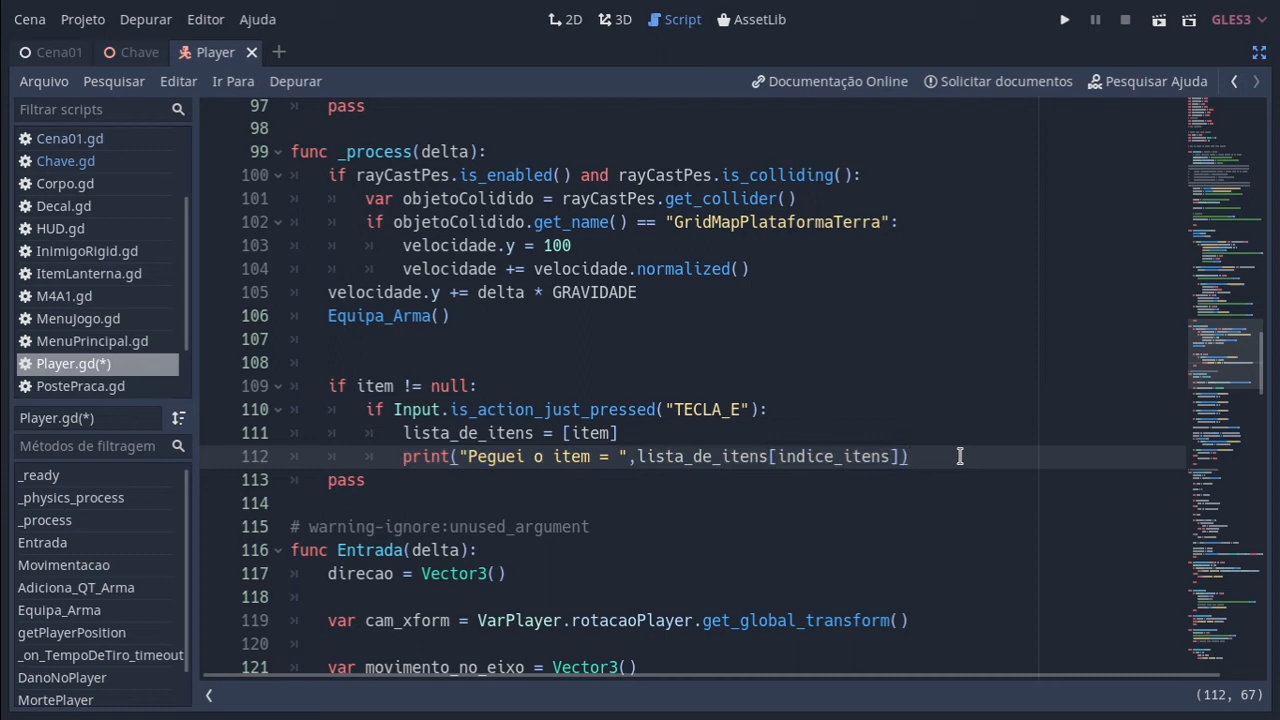 Cena Projeto Depurar Editor Ajuda 2D 3D Script AssetLib GLES3
Cena01 Chave Player
Arquivo Pesquisar Editar Ir Para Depurar Documentação Online Solicitar documentos Pesquisar Ajuda
Filtrar scripts
Cena01.gd
Chave.gd
Corpo.gd
Decal.gd
HUD.gd
ItemLanterna.gd
M4A1.gd
MenuJogo.gd
MenuPrincipal.gd
Player.gd(*)
PostePraca.gd
Player.gd(*)
Método de filtragem
_ready
_physics_process
_process
Entrada
Movimentacao
Adiciona_QT_Arma
Equipa_Arma
getPlayerPosition
_on_TempodeTiro_timeout
DanoNoPlayer
MortePlayer
97 pass
98
99 func _process(delta):
100 if rayCastPes.is_colliding() and rayCastPes.is_colliding():
101 var = rayCastPes.get_collider()
102 if .get_name() == "GridMapPlataformaTerra":
103 velocidade.y = 100
104 velocidade = velocidade.normalized()
105 velocidade.y += delta * GRAVIDADE
106 Equipa_Arma()
107
108
109 if item != null:
110 if Input.is_action_just_pressed("TECLA_E"):
111 lista_de_itens = [item]
112 print("Pegou o item = ",lista_de_itens[indice_itens])
113 pass
114
115 # warning-ignore:unused_argument
116 func Entrada(delta):
117 direcao = Vector3()
118
119 var cam_xform = VarPlayer.rotacaoPlayer.get_global_transform()
120
121 var movimento_no_eixo = Vector3()
(112, 67)